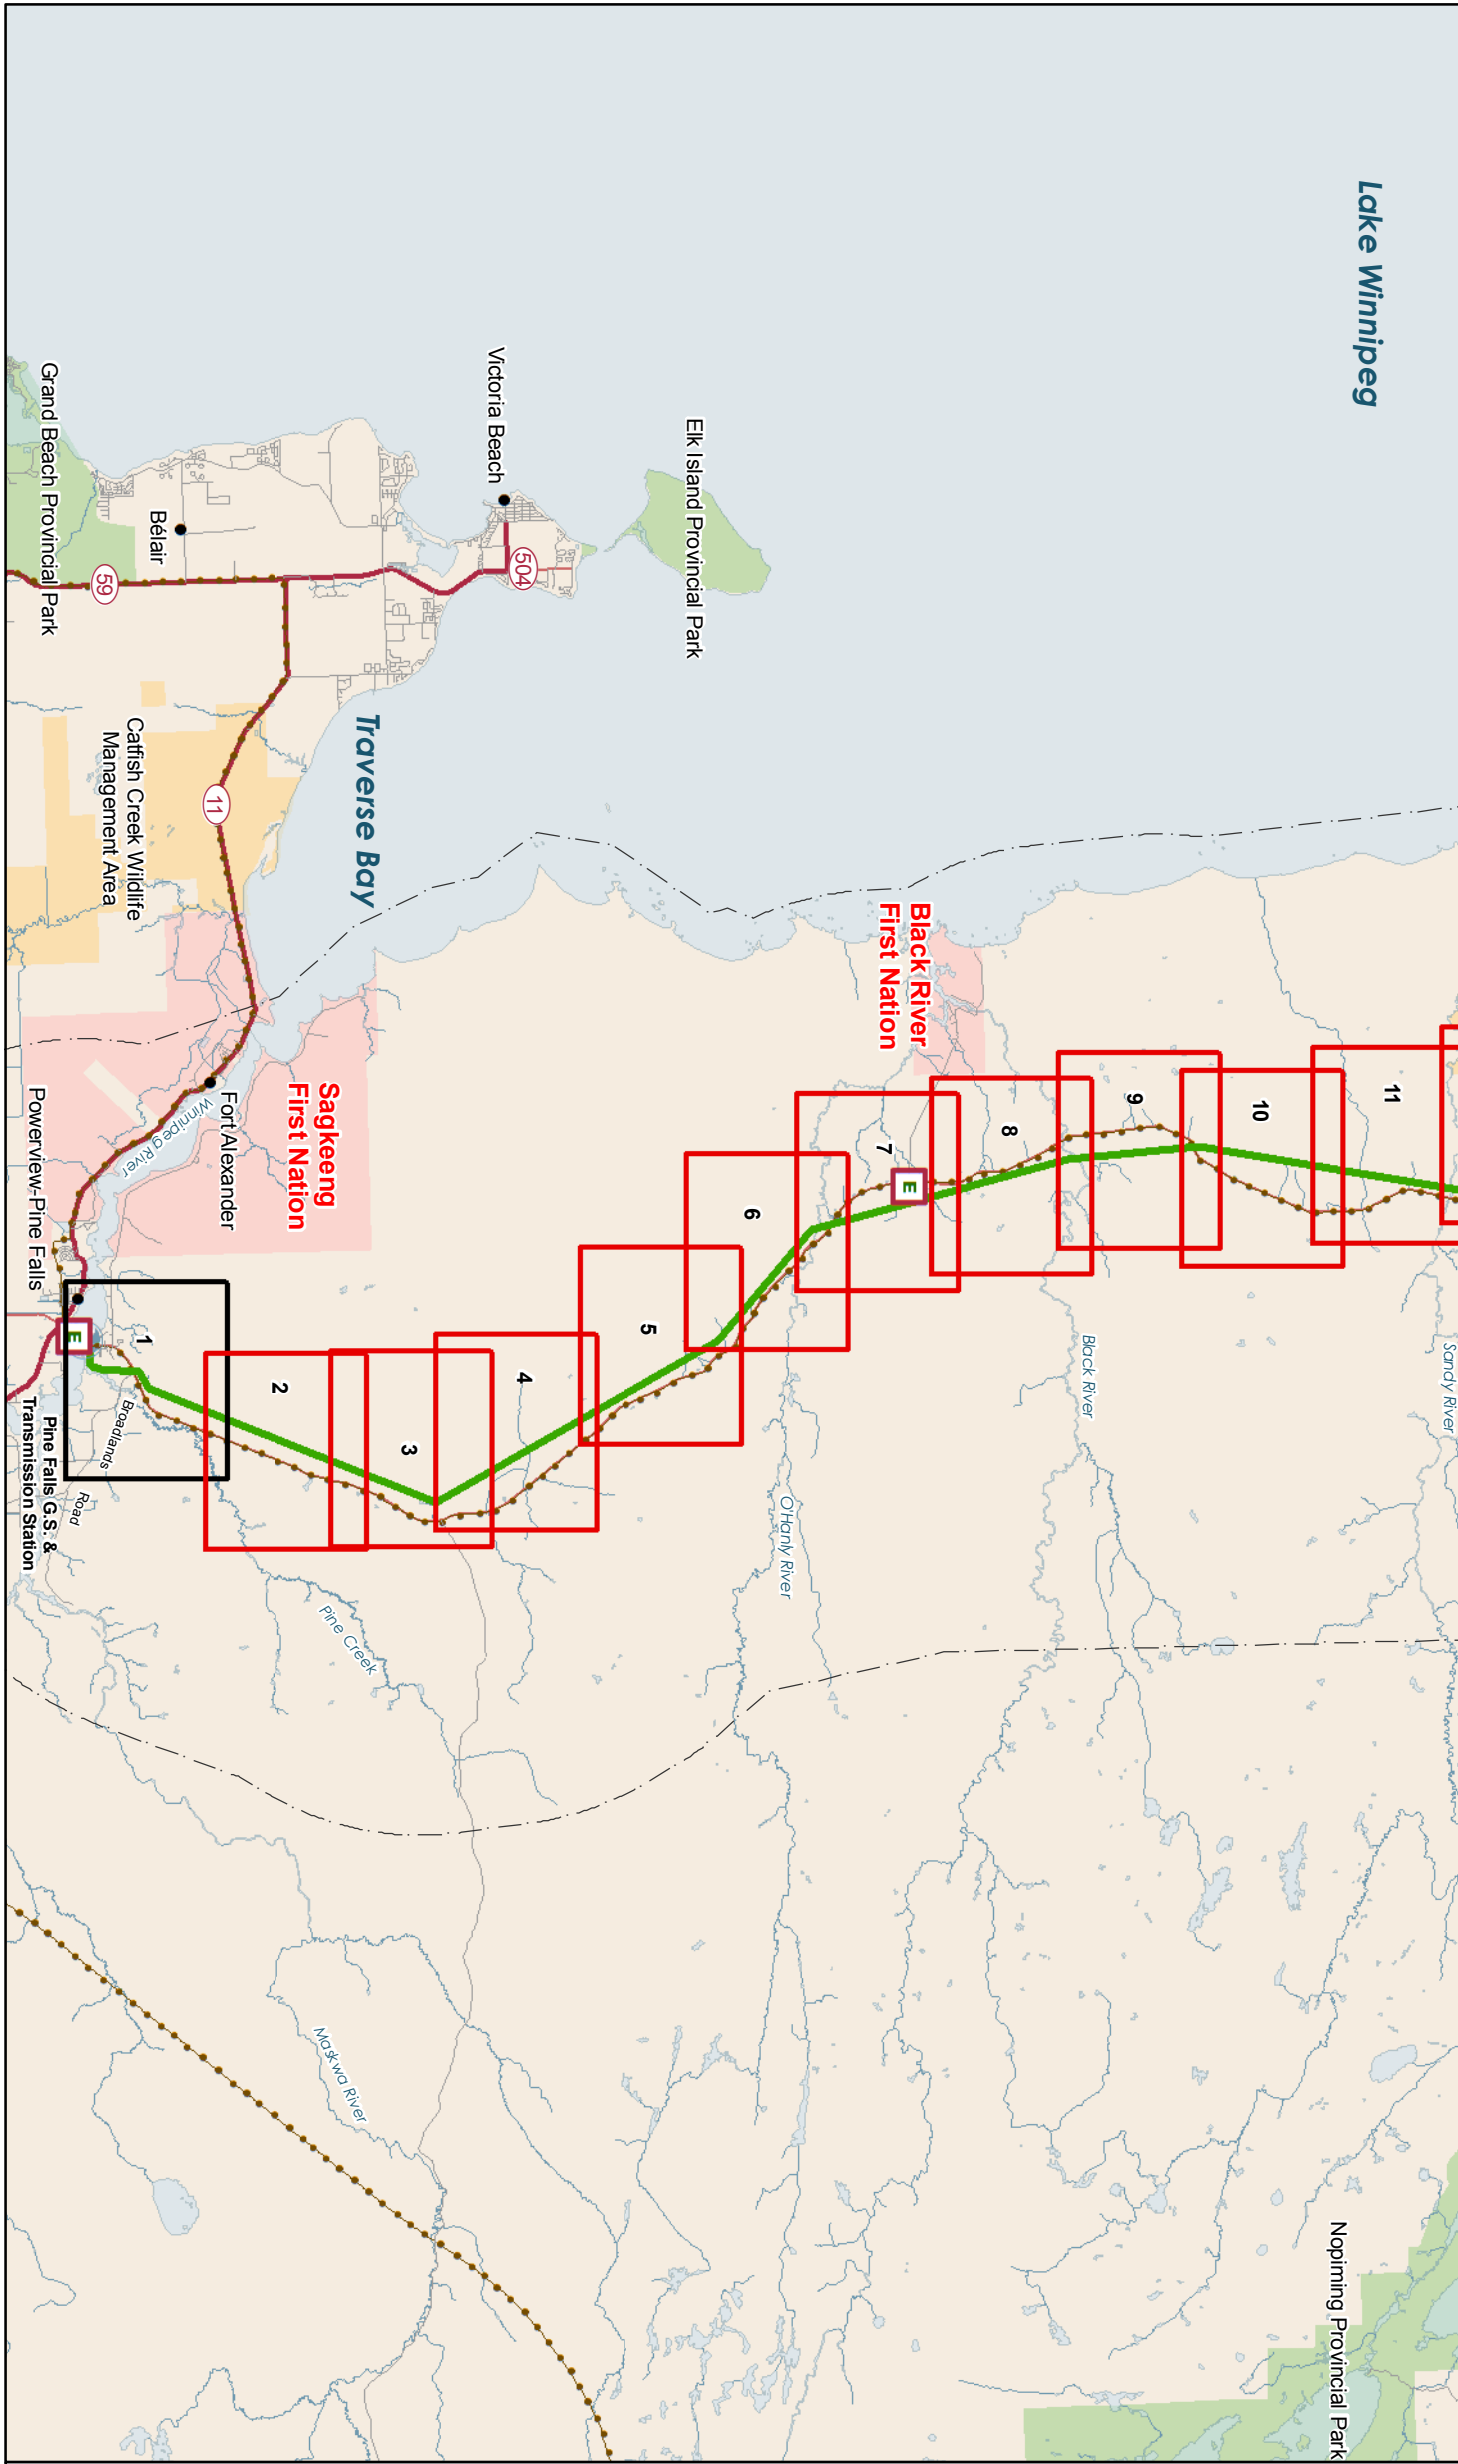 Lake Winnipeg
Nopiming Provincial Park
11
Sandy River
10
9
Black River
8
Black River
First Nation
7
E
O'Hanly River
6
Elk Island Provincial Park
5
504
Victoria Beach
4
3
Traverse Bay
Pine Creek
Maskwa River
Sagkeeng
First Nation
2
Fort Alexander
11
Winnipeg River
Bélair
Catfish Creek Wildlife
Management Area
1
Broadlands
Road
59
E
Grand Beach Provincial Park
Powerview-Pine Falls
Pine Falls G.S. &
Transmission Station